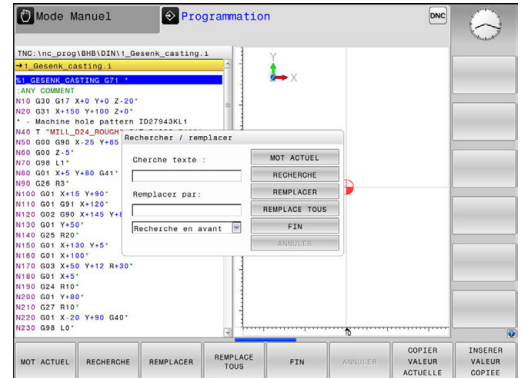 Mode Manuel
Programmation
DNC
TNC:\nc_prog\BHB\DIN\1_Gesenk_casting.i
→1_Gesenk_casting.i
%1_GESENK_CASTING G71 *
;ANY COMMENT
N10 G30 G17 X+0 Y+0 Z-20*
N20 G31 X+150 Y+100 Z+0*
* - Machine hole pattern ID27943KL1
N40 T "MILL_D24_ROUGH"
N50 G00 G90 X-25 Y+65
N60 G00 Z-5*
N70 G98 L1*
N80 G01 X+5 Y+80 G41*
N90 G26 R3*
N100 G01 X+15 Y+90*
N110 G01 G91 X+120*
N120 G02 G90 X+145 Y+
N130 G01 Y+50*
N140 G25 R20*
N150 G01 X+130 Y+5*
N160 G01 X+100*
N170 G03 X+50 Y+12 R+30*
N180 G01 X+5*
N190 G24 R10*
N200 G01 Y+80*
N210 G27 R10*
N220 G01 X-20 Y+90 G40*
N230 G98 L0*
Y
X
Rechercher / remplacer
Cherche texte :
Remplacer par:
Recherche en avant
MOT ACTUEL
RECHERCHE
REMPLACER
REMPLACE TOUS
FIN
ANNULER
0
MOT ACTUEL
RECHERCHE
REMPLACER
REMPLACE
TOUS
FIN
ANNULER
COPIER
VALEUR
ACTUELLE
INSERER
VALEUR
COPIEE